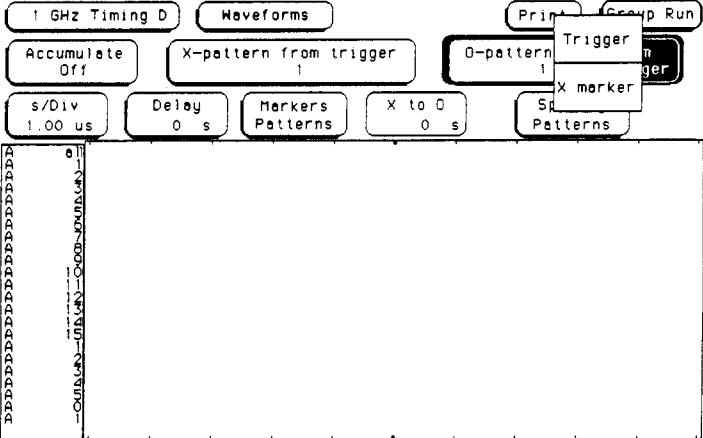 1 GHz Timing D Waveforms Print Group Run
Accumulate Off
X-pattern from trigger 1
O-pattern 1
Trigger
X marker
s/Div 1.00 us
Delay 0 s
Markers Patterns
X to O 0 s
Patterns
A all
A 1
A 2
A 3
A 4
A 5
A 6
A 7
A 8
A 9
A 10
A 11
A 12
A 13
A 14
A 15
A 1
A 2
A 3
A 4
A 5
A 0
A 1